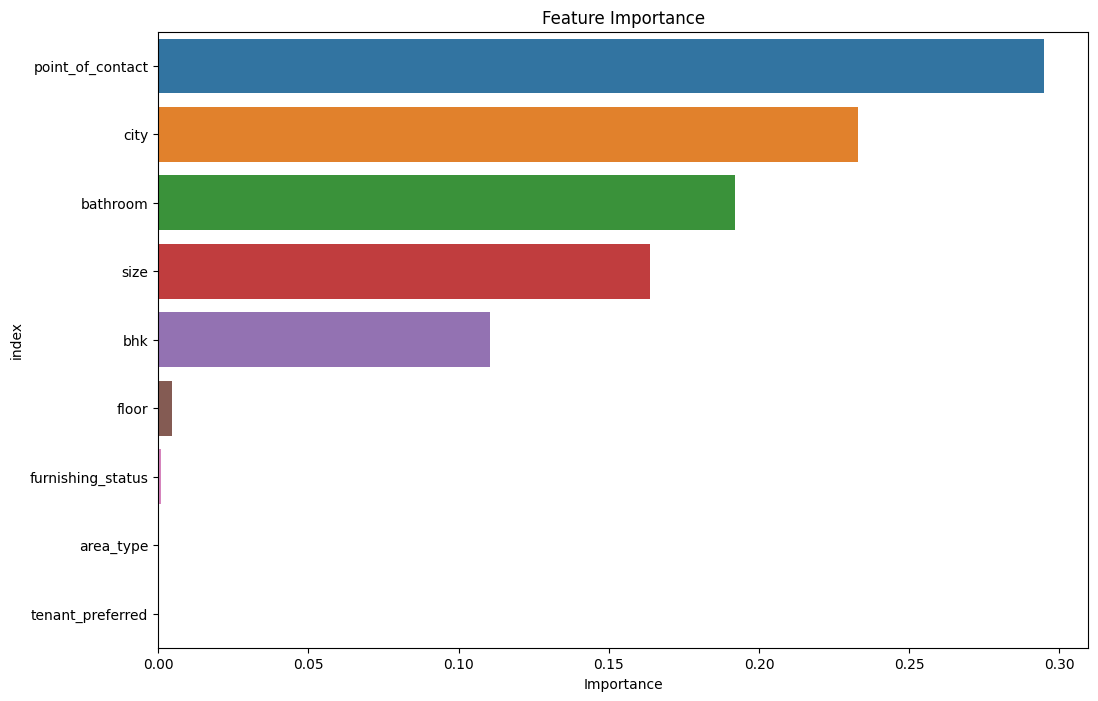 Feature Importance
point_of_contact
city
bathroom
size
bhk
floor
furnishing_status
area_type
tenant_preferred
index
0.00 0.05 0.10 0.15 0.20 0.25 0.30
Importance